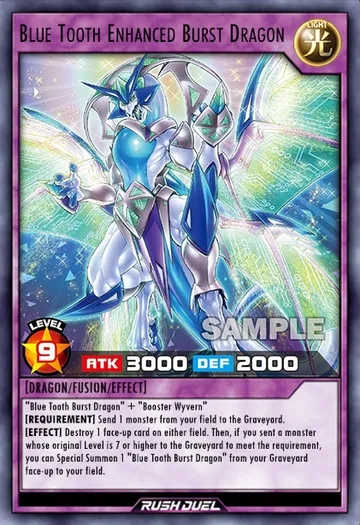 BLUE TOOTH ENHANCED BURST DRAGON
LIGHT
光
SAMPLE
LEVEL
9
ATK 3000 DEF 2000
[DRAGON/FUSION/EFFECT]
"Blue Tooth Burst Dragon" + "Booster Wyvern"
[REQUIREMENT] Send 1 monster from your field to the Graveyard.
[EFFECT] Destroy 1 face-up card on either field. Then, if you sent a monster
whose original Level is 7 or higher to the Graveyard to meet the requirement,
you can Special Summon 1 "Blue Tooth Burst Dragon" from your Graveyard
face-up to your field.
RUSH DUEL